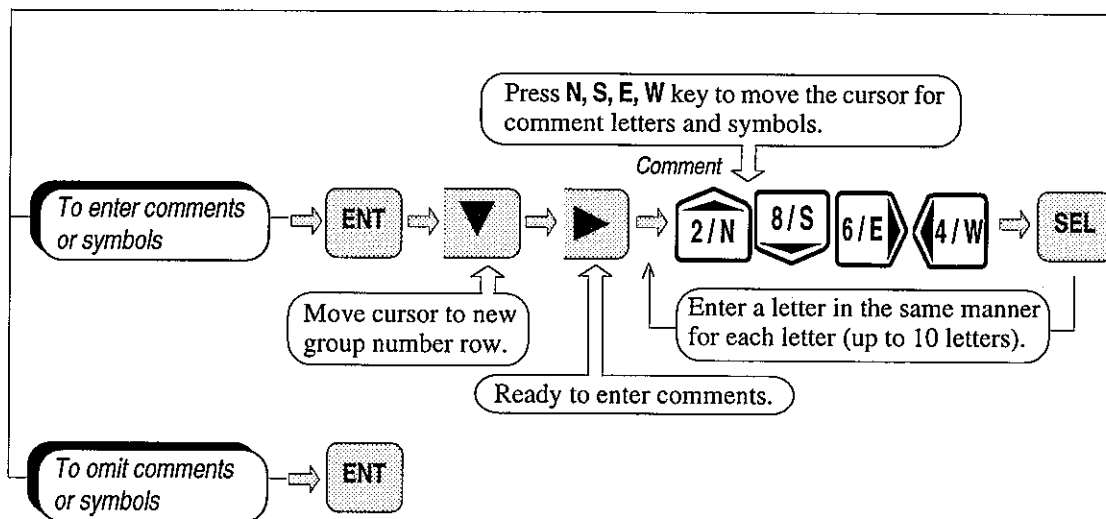 Press N, S, E, W key to move the cursor for
comment letters and symbols.
Comment
To enter comments
or symbols
ENT
2/N
8/S
6/E
4/W
SEL
Move cursor to new
group number row.
Enter a letter in the same manner
for each letter (up to 10 letters).
Ready to enter comments.
To omit comments
or symbols
ENT